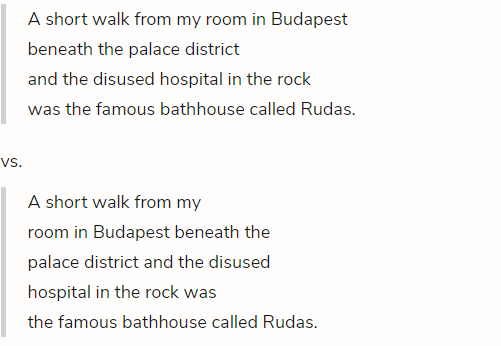 A short walk from my room in Budapest
beneath the palace district
and the disused hospital in the rock
was the famous bathhouse called Rudas.
vs.
A short walk from my
room in Budapest beneath the
palace district and the disused
hospital in the rock was
the famous bathhouse called Rudas.